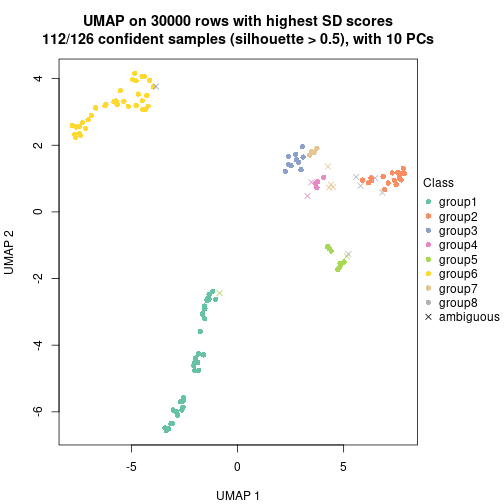 UMAP on 30000 rows with highest SD scores
112/126 confident samples (silhouette > 0.5), with 10 PCs
4
2
0
-2
-4
-6
UMAP 2
-5
0
5
UMAP 1
Class
group1
group2
group3
group4
group5
group6
group7
group8
ambiguous